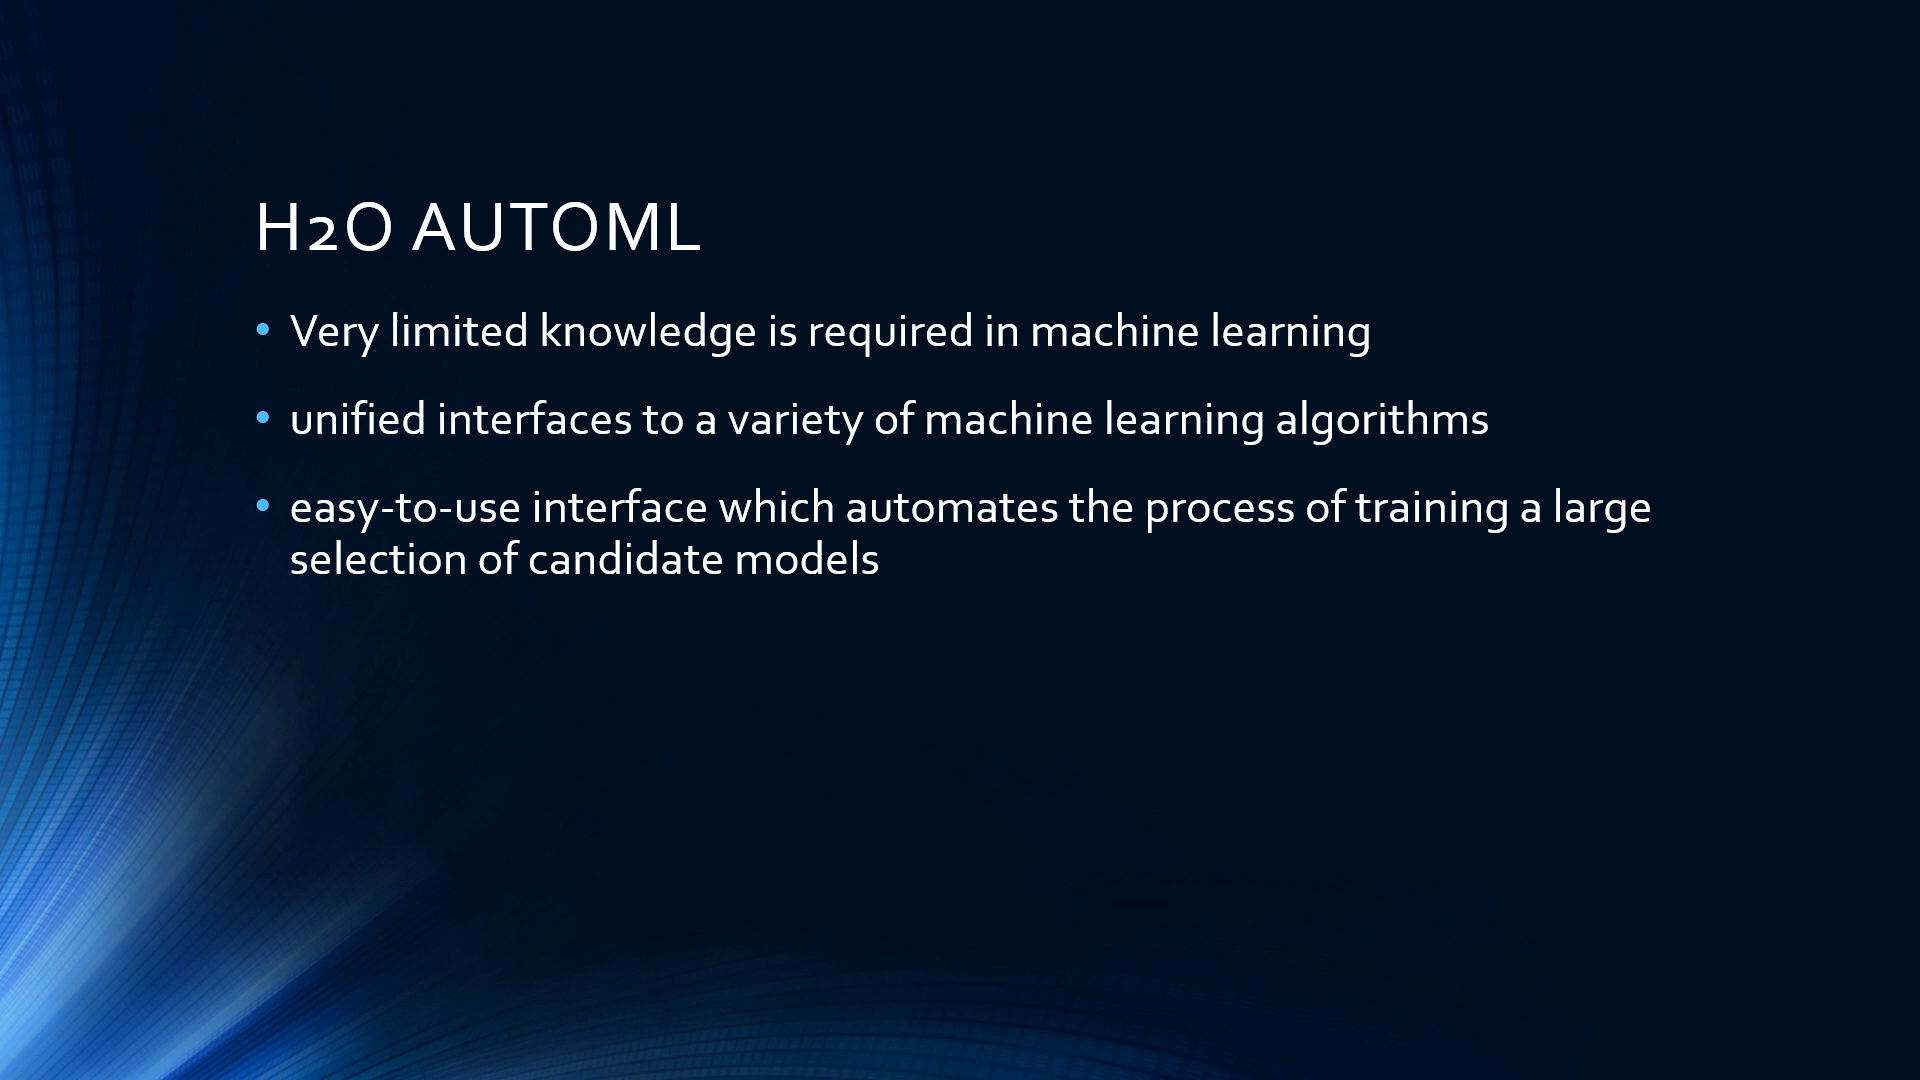 H2O AUTOML
• Very limited knowledge is required in machine learning
• unified interfaces to a variety of machine learning algorithms
• easy-to-use interface which automates the process of training a large
selection of candidate models